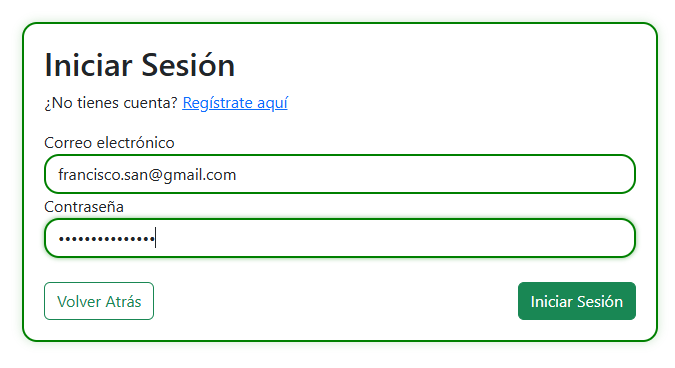 Iniciar Sesión
¿No tienes cuenta? Regístrate aquí
Correo electrónico
francisco.san@gmail.com
Contraseña
•••••••••••••••
Volver Atrás
Iniciar Sesión